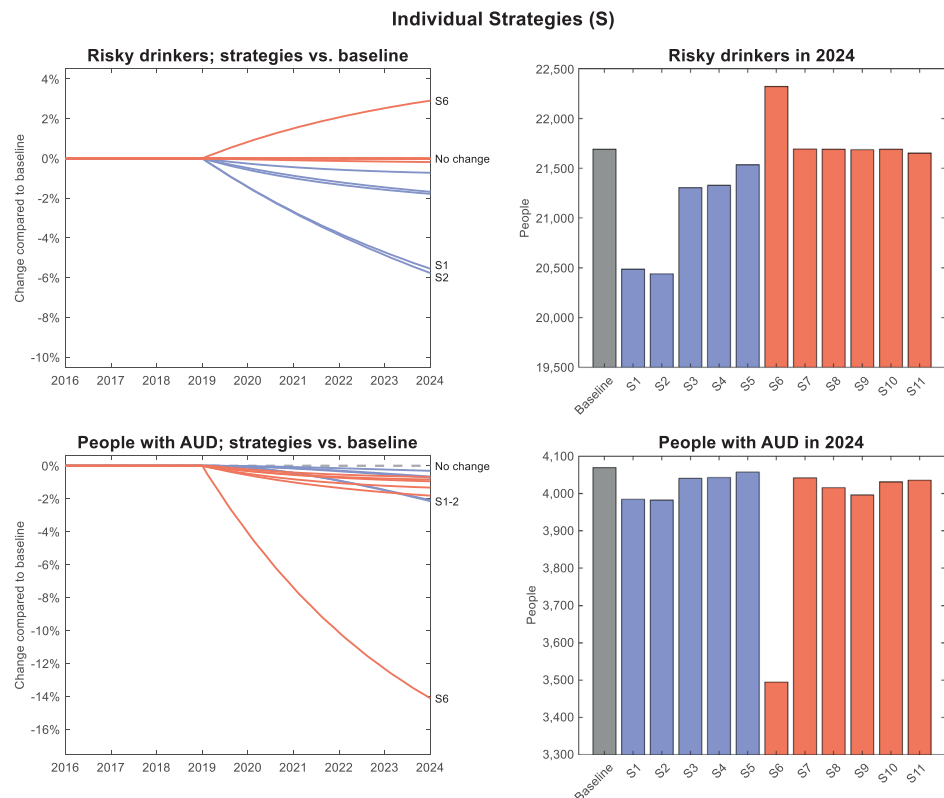 Individual Strategies (S)
Risky drinkers; strategies vs. baseline
Change compared to baseline
4%
2%
0%
-2%
-4%
-6%
-8%
-10%
S6
No change
S1
S2
2016 2017 2018 2019 2020 2021 2022 2023 2024
Risky drinkers in 2024
People
22,500
22,000
21,500
21,000
20,500
20,000
19,500
Baseline S1 S2 S3 S4 S5 S6 S7 S8 S9 S10 S11
People with AUD; strategies vs. baseline
Change compared to baseline
0%
-2%
-4%
-6%
-8%
-10%
-12%
-14%
-16%
No change
S1-2
S6
2016 2017 2018 2019 2020 2021 2022 2023 2024
People with AUD in 2024
People
4,100
4,000
3,900
3,800
3,700
3,600
3,500
3,400
3,300
Baseline S1 S2 S3 S4 S5 S6 S7 S8 S9 S10 S11